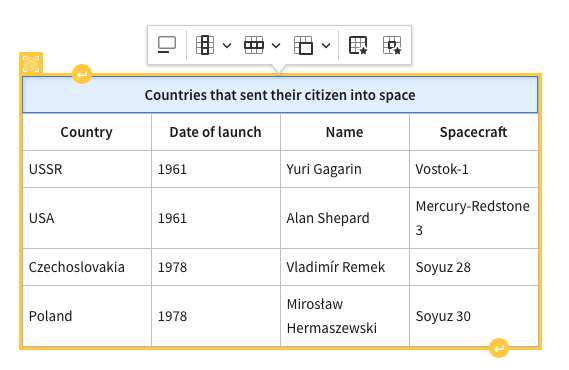 Countries that sent their citizen into space
Country Date of launch Name Spacecraft
USSR 1961 Yuri Gagarin Vostok-1
USA 1961 Alan Shepard Mercury-Redstone
3
Czechoslovakia 1978 Vladimír Remek Soyuz 28
Poland 1978 Mirosław
Hermaszewski Soyuz 30